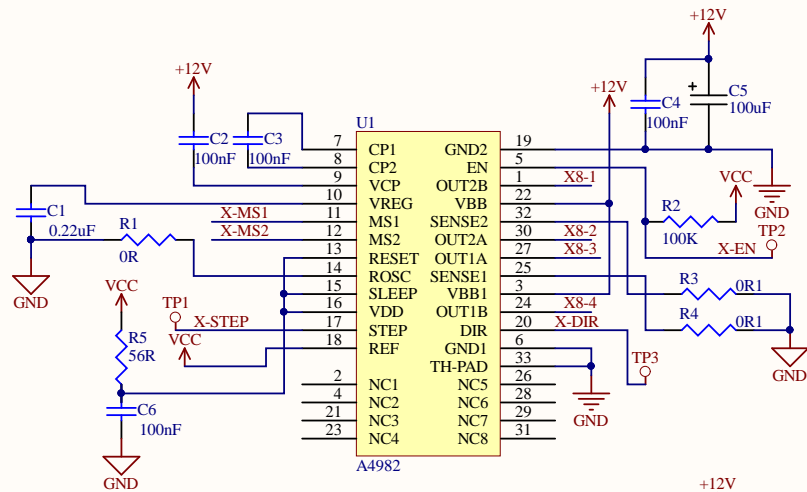 +12V
+12V
+12V
C2
100nF
C3
100nF
C4
100nF
C5
100uF
+
U1
7 CP1 GND2 19
8 CP2 EN 5
9 VCP OUT2B 1 X8-1
10 VREG VBB 22
X-MS1 11 MS1 SENSE2 32
X-MS2 12 MS2 OUT2A 30 X8-2
13 RESET OUT1A 27 X8-3
14 ROSC SENSE1 25
15 SLEEP VBB1 3
16 VDD OUT1B 24 X8-4
X-STEP 17 STEP DIR 20 X-DIR
18 REF GND1 6
TH-PAD 33
2 NC1 NC5 26
4 NC2 NC6 28
21 NC3 NC7 29
23 NC4 NC8 31
A4982
C1
0.22uF
R1
0R
GND
VCC
TP1
VCC
R5
56R
C6
100nF
GND
VCC
GND
R2
100K
TP2
X-EN
R3
0R1
R4
0R1
GND
TP3
GND
+12V